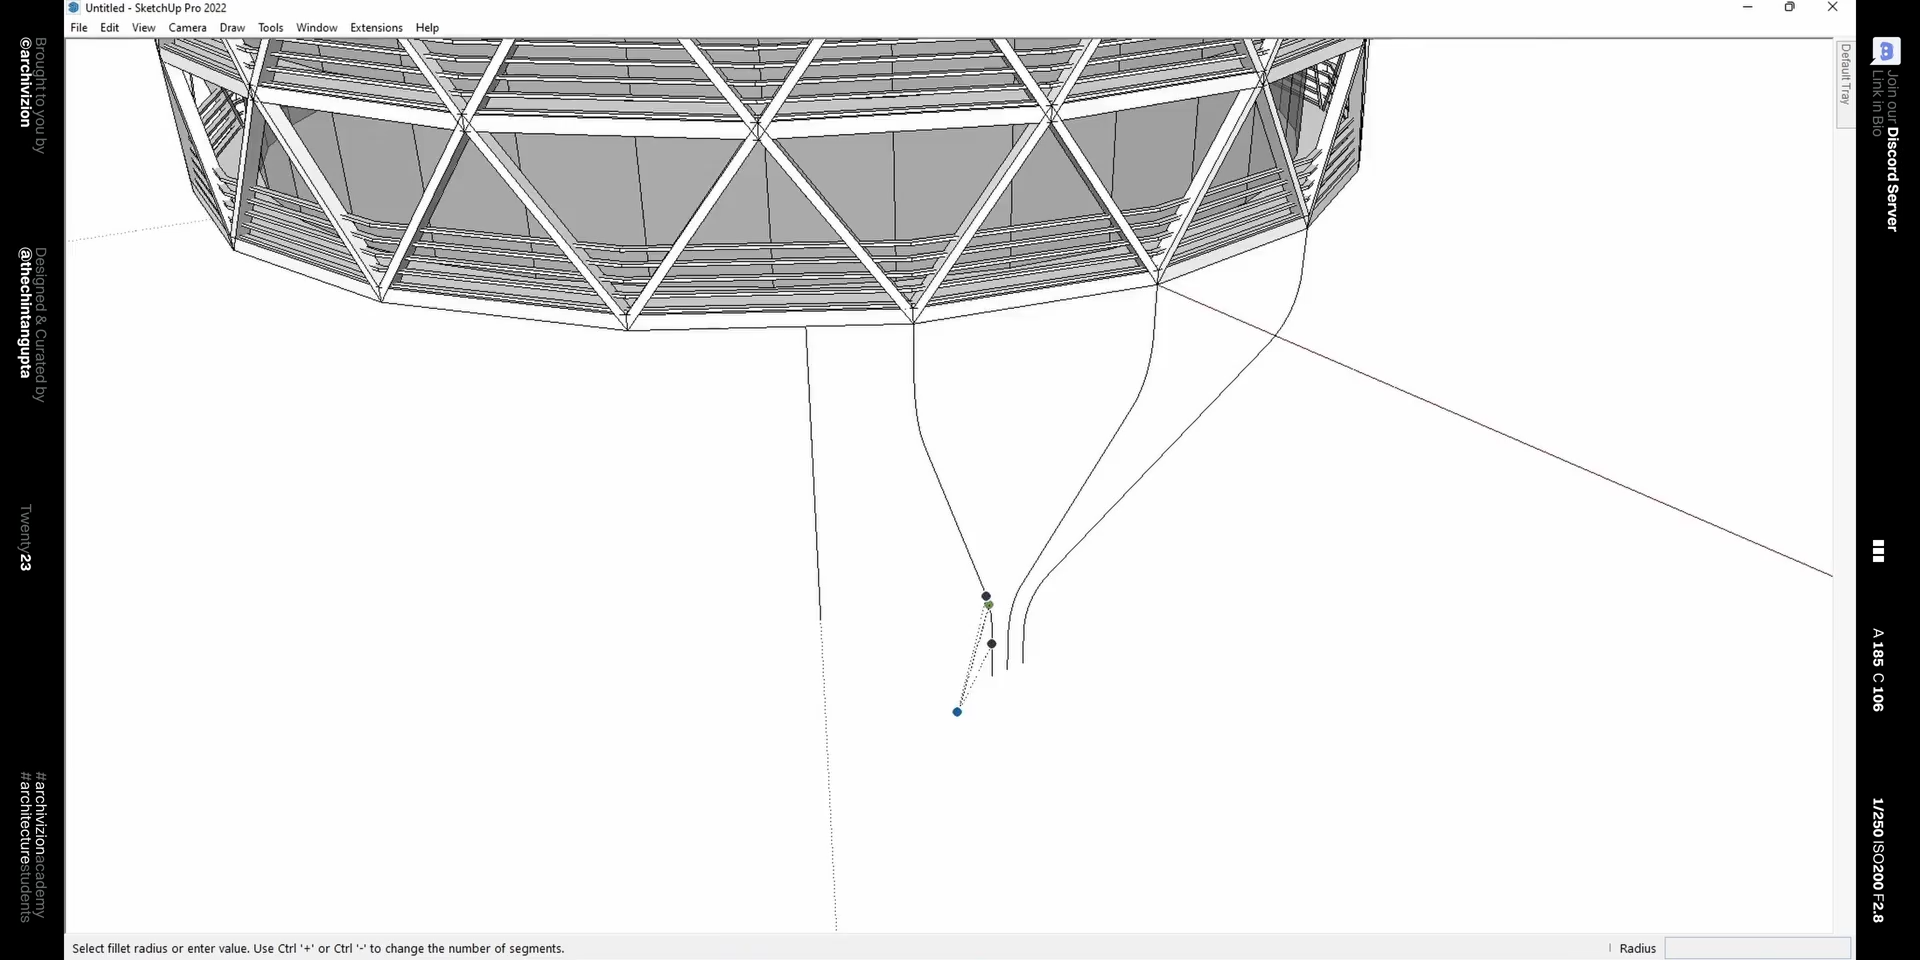 Untitled - SketchUp Pro 2022
File Edit View Camera Draw Tools Window Extensions Help
Default Tray
Select fillet radius or enter value. Use Ctrl '+' or Ctrl '-' to change the number of segments.
Radius
Brought to you by
©archivizion
Designed & Curated by
@thechintangupta
Twenty23
#archivizionacademy
#architecturestudents
Join our Discord Server
Link in Bio
A 185 C 106
1/250 ISO200 F2.8